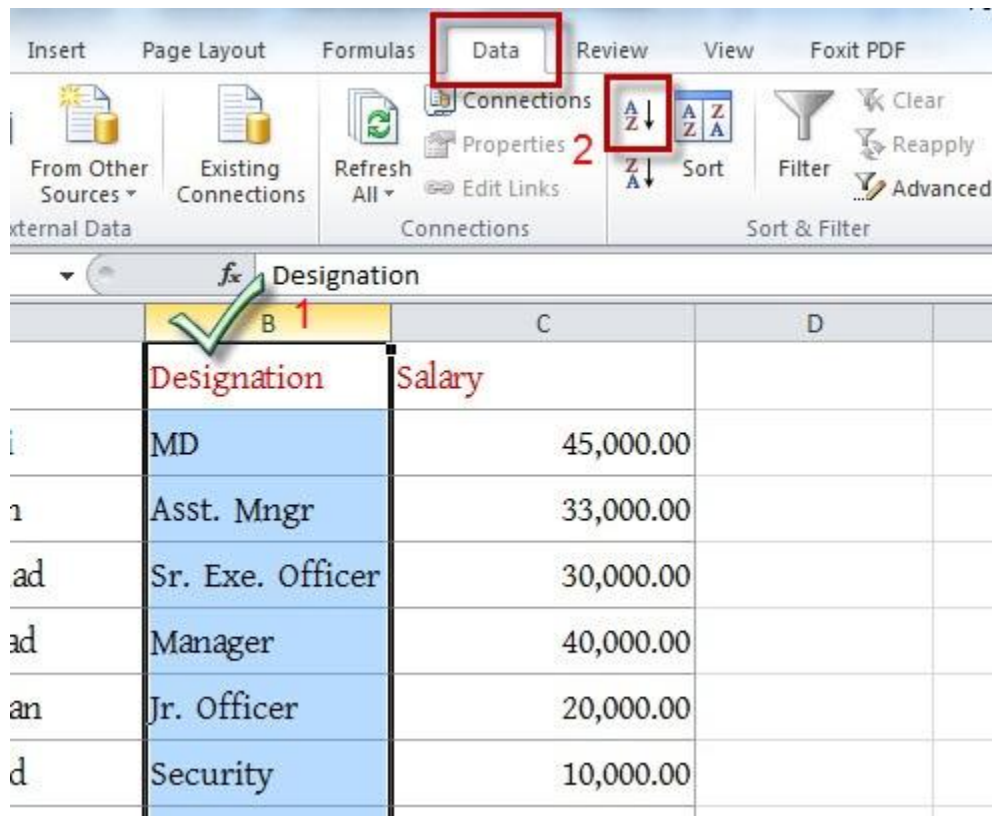 Insert Page Layout Formulas Data Review View Foxit PDF
From Other Sources
Existing Connections
Refresh All
Connections
Properties
Edit Links
2
A Z
Z A
A Z
Z A
Sort
Filter
Clear
Reapply
Advanced
Connections
Sort & Filter
fx Designation
B 1 C D
Designation Salary
MD 45,000.00
Asst. Mngr 33,000.00
Sr. Exe. Officer 30,000.00
Manager 40,000.00
Jr. Officer 20,000.00
Security 10,000.00